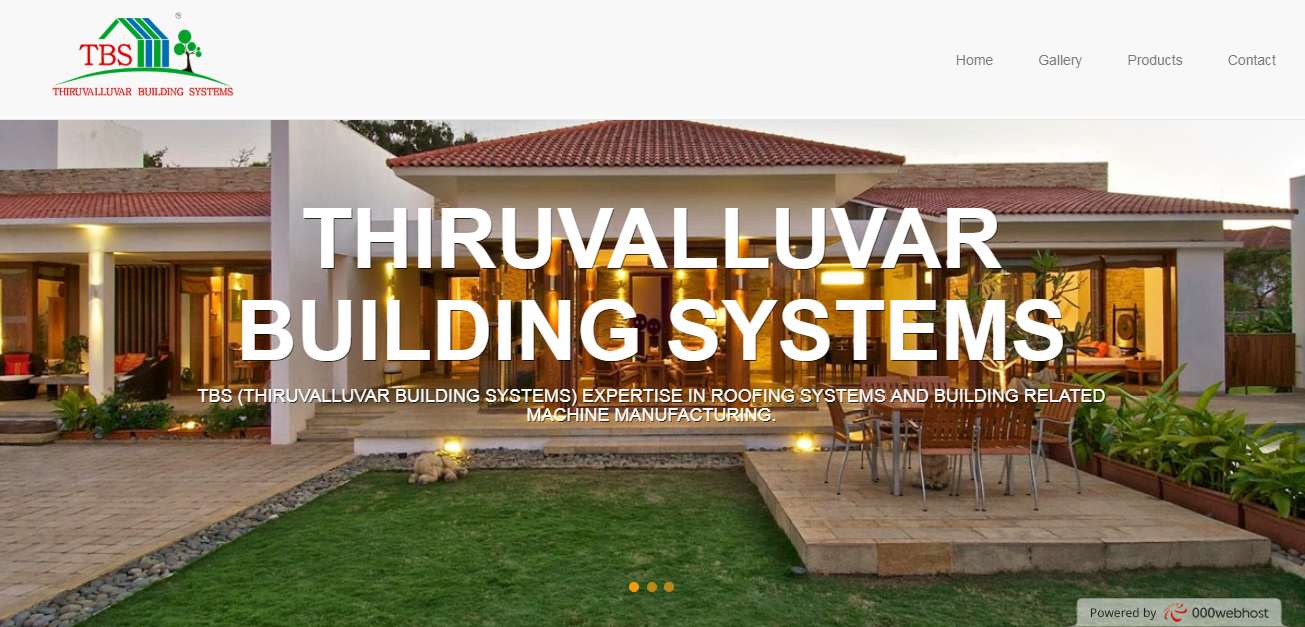 TBS
®
THIRUVALLUVAR BUILDING SYSTEMS
Home
Gallery
Products
Contact
THIRUVALLUVAR
BUILDING SYSTEMS
TBS (THIRUVALLUVAR BUILDING SYSTEMS) EXPERTISE IN ROOFING SYSTEMS AND BUILDING RELATED
MACHINE MANUFACTURING.
Powered by 000webhost